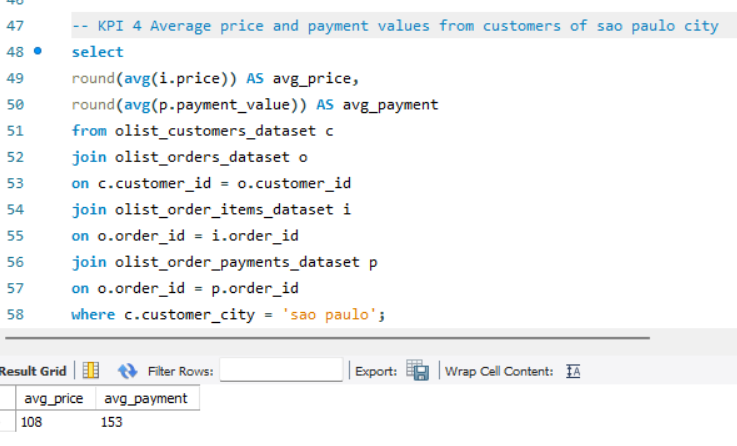 46
47 -- KPI 4 Average price and payment values from customers of sao paulo city
48 select
49 round(avg(i.price)) AS avg_price,
50 round(avg(p.payment_value)) AS avg_payment
51 from olist_customers_dataset c
52 join olist_orders_dataset o
53 on c.customer_id = o.customer_id
54 join olist_order_items_dataset i
55 on o.order_id = i.order_id
56 join olist_order_payments_dataset p
57 on o.order_id = p.order_id
58 where c.customer_city = 'sao paulo';
Result Grid Filter Rows: Export: Wrap Cell Content: IA
avg_price avg_payment
108 153